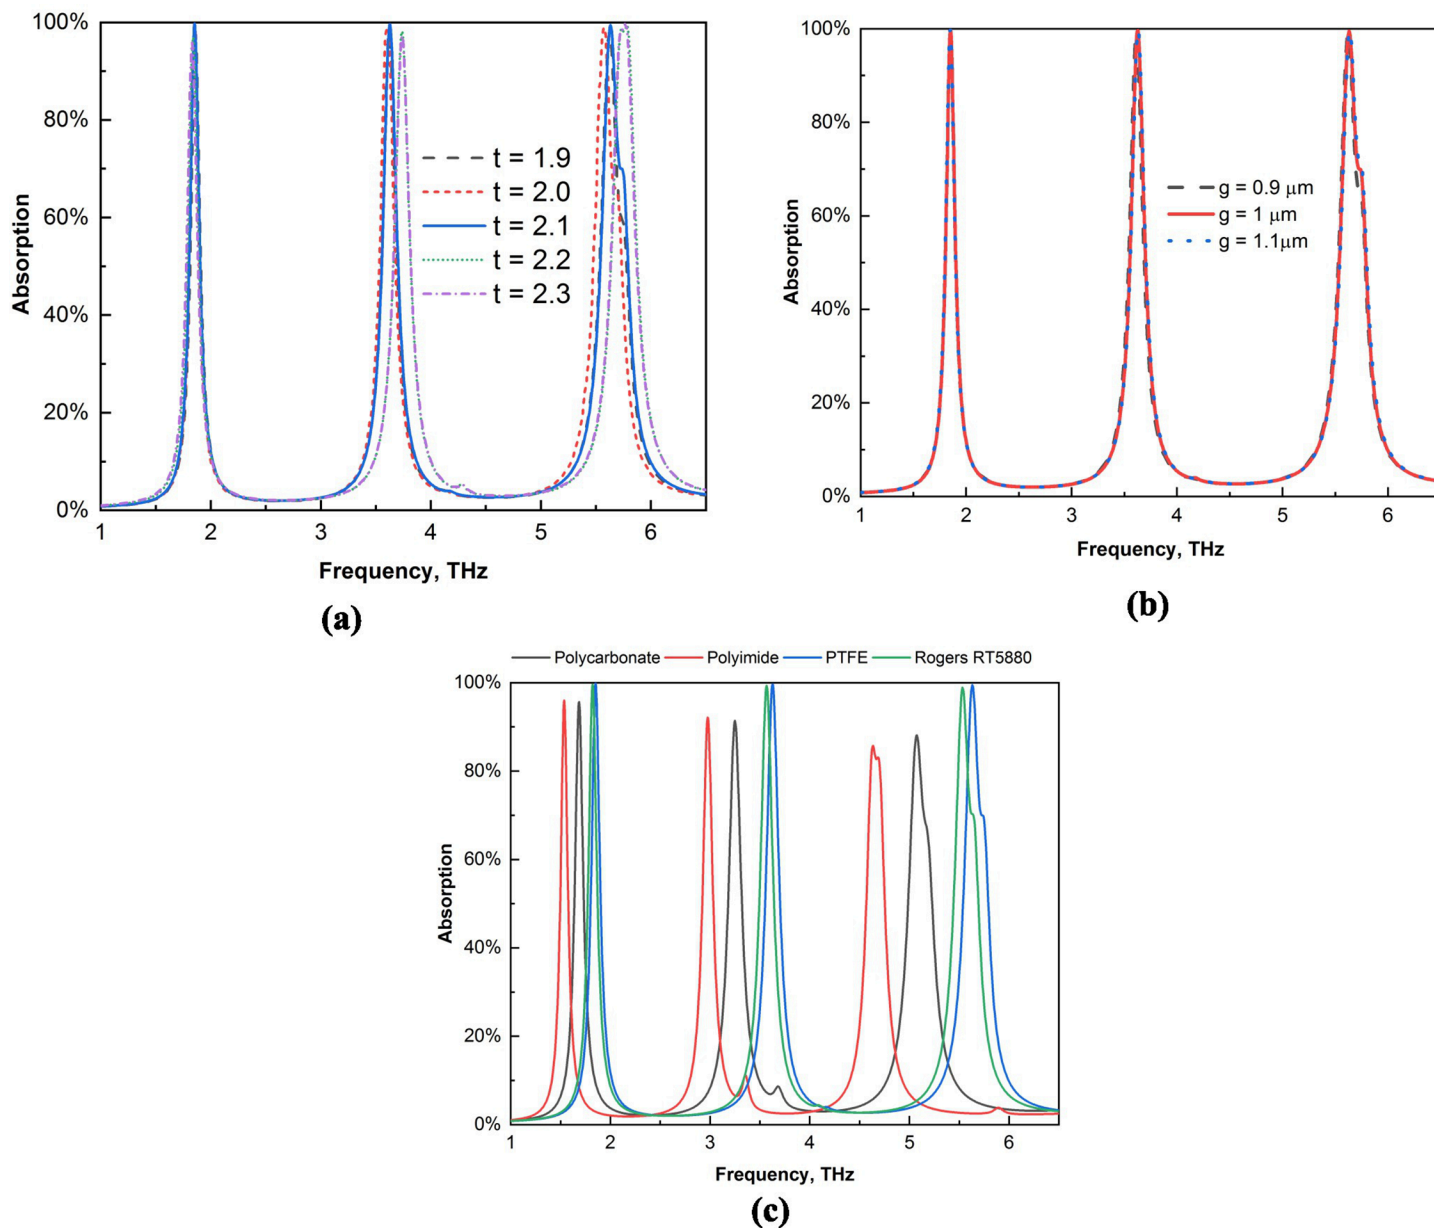 100%
80%
60%
40%
20%
0%
Absorption
t = 1.9
t = 2.0
t = 2.1
t = 2.2
t = 2.3
1 2 3 4 5 6
Frequency, THz
(a)
100%
80%
60%
40%
20%
0%
Absorption
g = 0.9 μm
g = 1 μm
g = 1.1μm
1 2 3 4 5 6
Frequency, THz
(b)
Polycarbonate Polyimide PTFE Rogers RT5880
100%
80%
60%
40%
20%
0%
Absorption
1 2 3 4 5 6
Frequency, THz
(c)